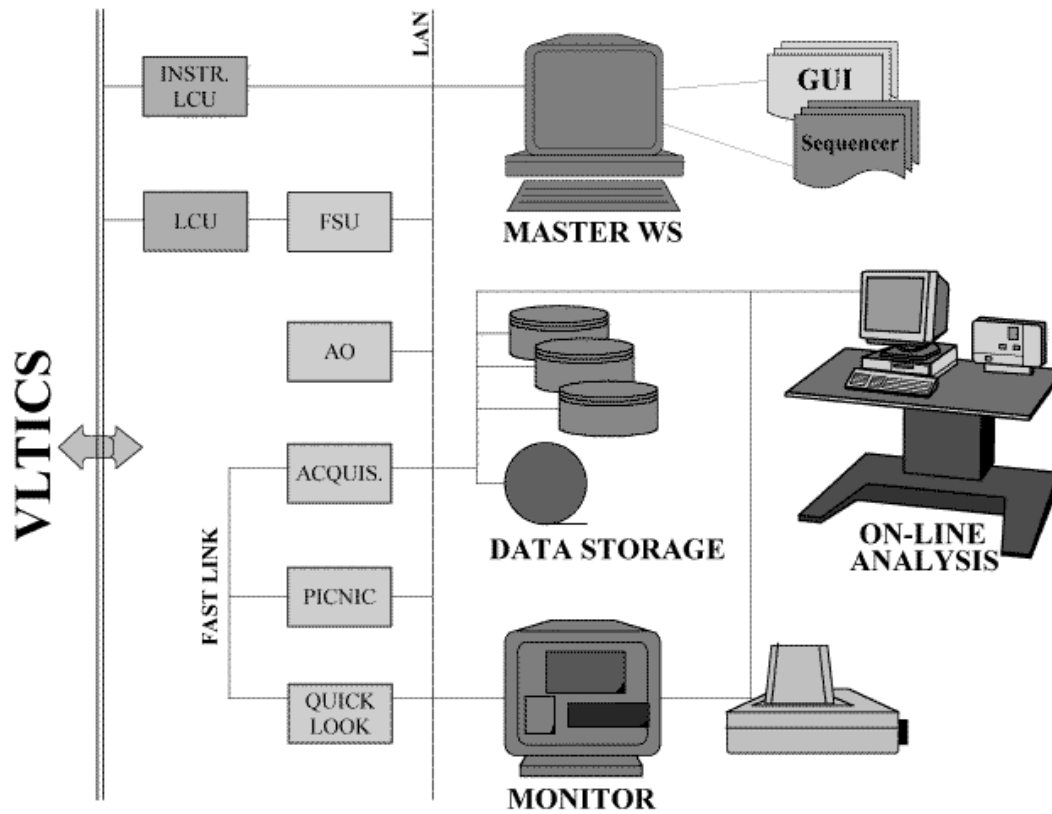 LAN
INSTR.
LCU
GUI
Sequencer
LCU
FSU
MASTER WS
AO
VLTICS
ACQUIS.
DATA STORAGE
ON-LINE
ANALYSIS
FAST LINK
PICNIC
QUICK
LOOK
MONITOR